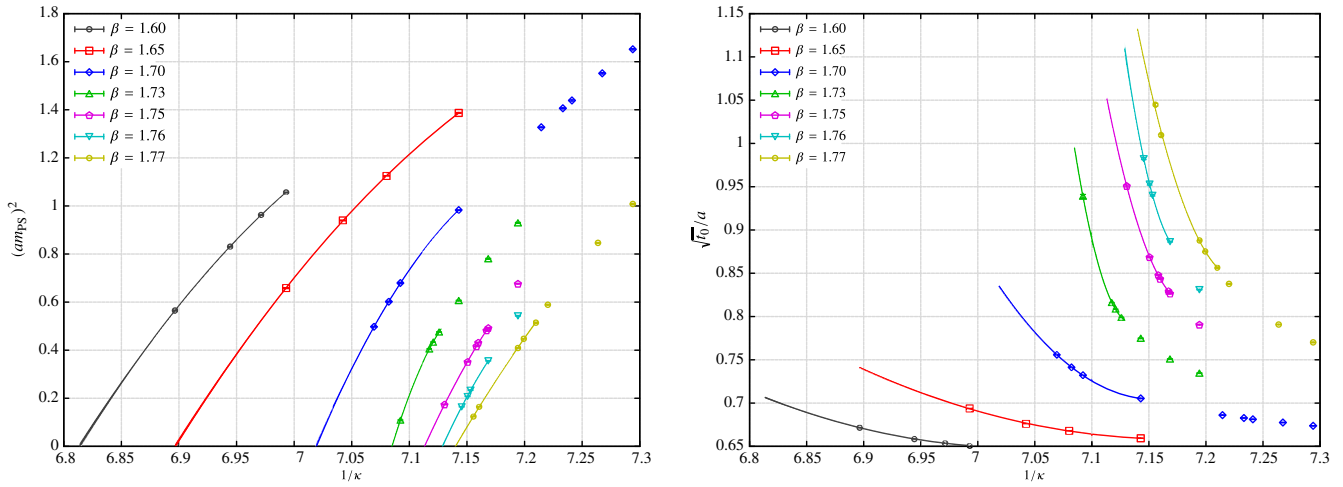 1.8
1.6
1.4
1.2
1
0.8
0.6
0.4
0.2
0
(am_PS)²
β = 1.60
β = 1.65
β = 1.70
β = 1.73
β = 1.75
β = 1.76
β = 1.77
6.8 6.85 6.9 6.95 7 7.05 7.1 7.15 7.2 7.25 7.3
1/κ
1.15
1.1
1.05
1
0.95
0.9
0.85
0.8
0.75
0.7
0.65
√t₀/a
β = 1.60
β = 1.65
β = 1.70
β = 1.73
β = 1.75
β = 1.76
β = 1.77
6.8 6.85 6.9 6.95 7 7.05 7.1 7.15 7.2 7.25 7.3
1/κ